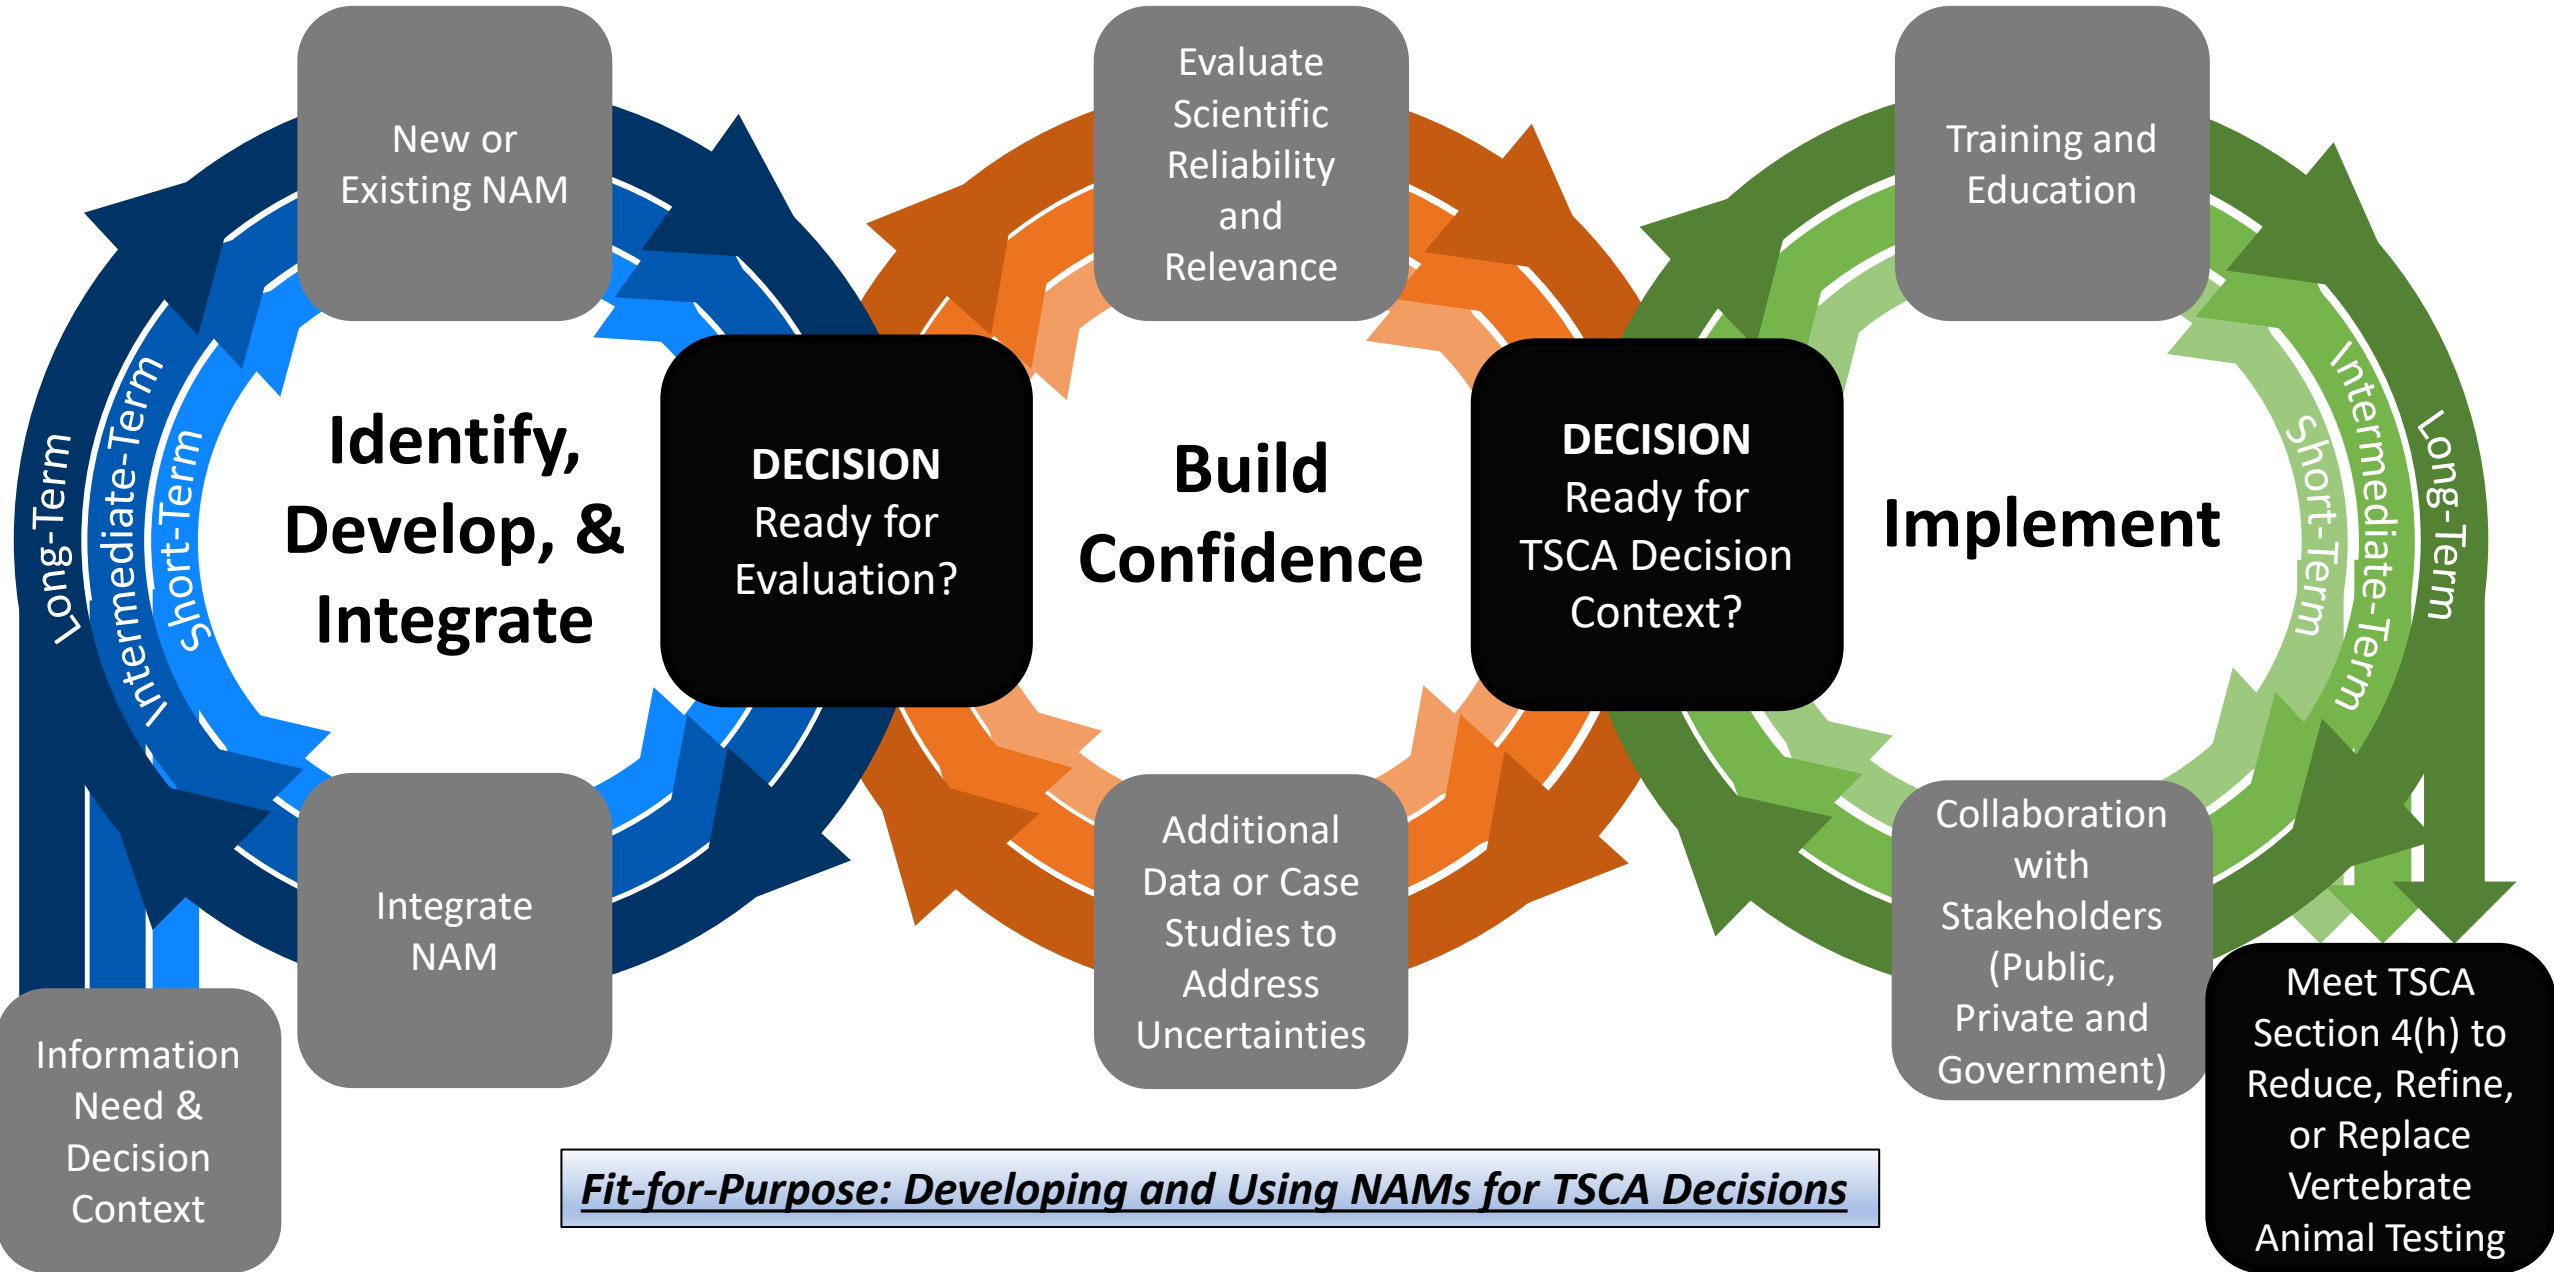 New or
Existing NAM
Long-Term
Intermediate-Term
Short-Term
Identify,
Develop, &
Integrate
Integrate
NAM
Information
Need &
Decision
Context
DECISION
Ready for
Evaluation?
Evaluate
Scientific
Reliability
and
Relevance
Build
Confidence
Additional
Data or Case
Studies to
Address
Uncertainties
DECISION
Ready for
TSCA Decision
Context?
Training and
Education
Implement
Short-Term
Intermediate-Term
Long-Term
Collaboration
with
Stakeholders
(Public,
Private and
Government)
Meet TSCA
Section 4(h) to
Reduce, Refine,
or Replace
Vertebrate
Animal Testing
Fit-for-Purpose: Developing and Using NAMs for TSCA Decisions